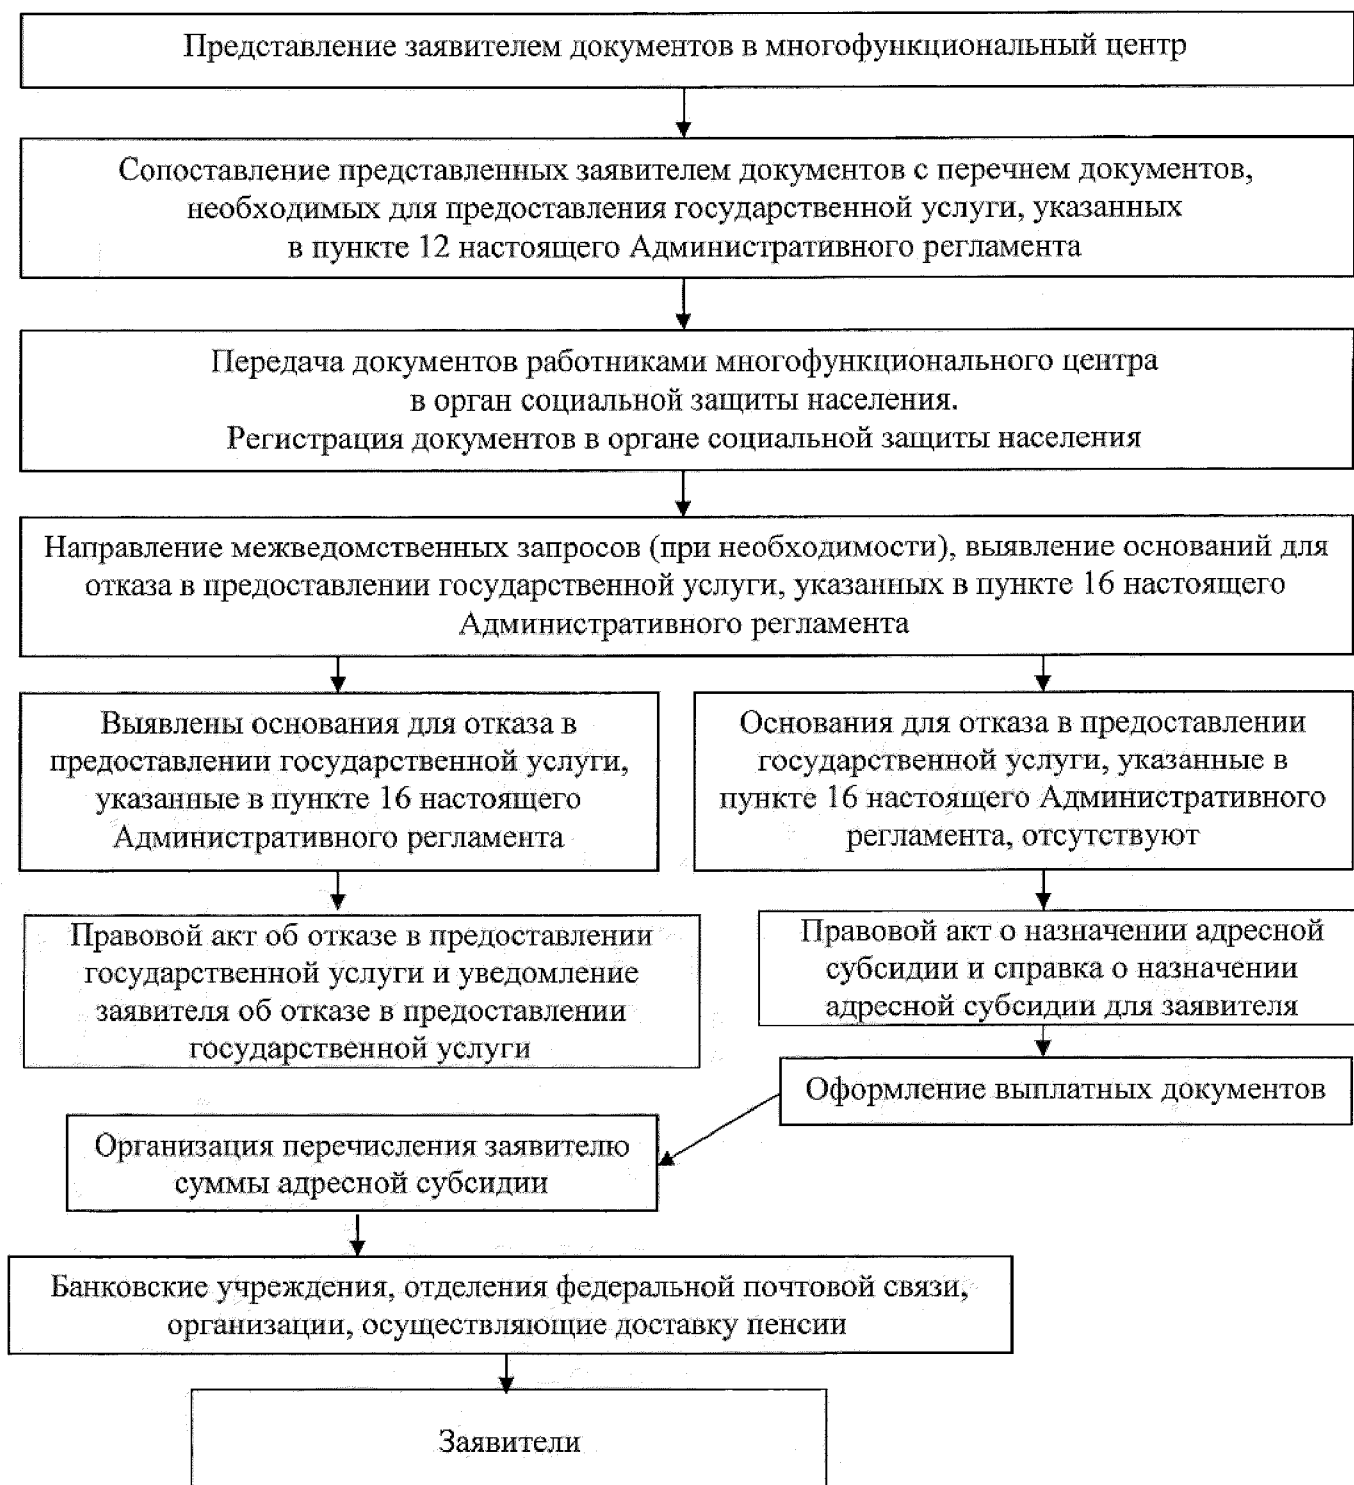 Представление заявителем документов в многофункциональный центр
Сопоставление представленных заявителем документов с перечнем документов,
необходимых для предоставления государственной услуги, указанных
в пункте 12 настоящего Административного регламента
Передача документов работниками многофункционального центра
в орган социальной защиты населения.
Регистрация документов в органе социальной защиты населения
Направление межведомственных запросов (при необходимости), выявление оснований для
отказа в предоставлении государственной услуги, указанных в пункте 16 настоящего
Административного регламента
Выявлены основания для отказа в
предоставлении государственной услуги,
указанные в пункте 16 настоящего
Административного регламента
Основания для отказа в предоставлении
государственной услуги, указанные в
пункте 16 настоящего Административного
регламента, отсутствуют
Правовой акт об отказе в предоставлении
государственной услуги и уведомление
заявителя об отказе в предоставлении
государственной услуги
Правовой акт о назначении адресной
субсидии и справка о назначении
адресной субсидии для заявителя
Оформление выплатных документов
Организация перечисления заявителю
суммы адресной субсидии
Банковские учреждения, отделения федеральной почтовой связи,
организации, осуществляющие доставку пенсии
Заявители